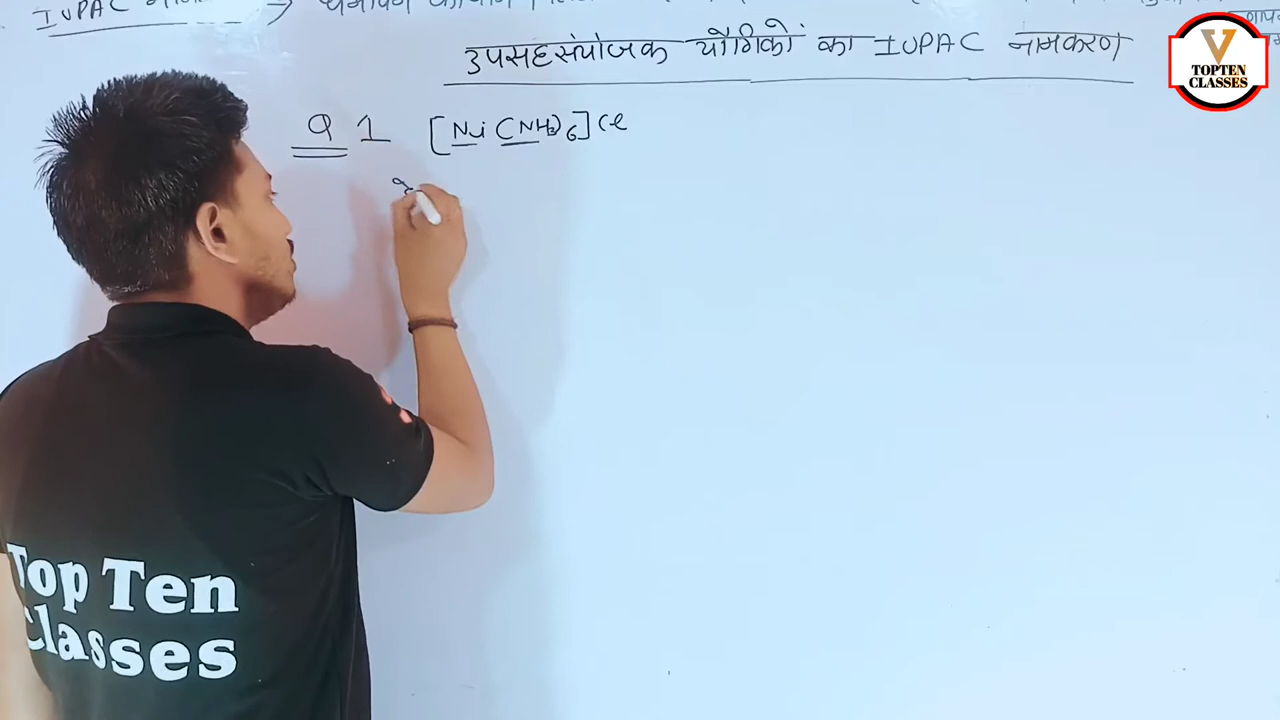 IUPAC →
उपसहसंयोजक यौगिकों का IUPAC नामकरण
V
TOPTEN
CLASSES
Q 1 [Ni(NH3)6]Cl
Top Ten
Classes